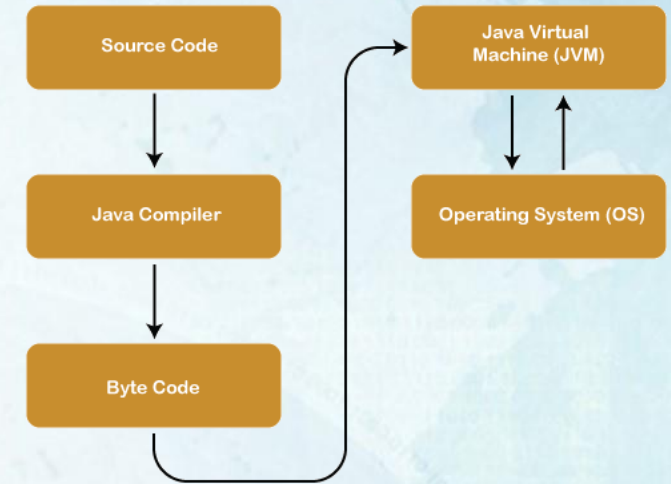 Source Code
Java Compiler
Byte Code
Java Virtual
Machine (JVM)
Operating System (OS)